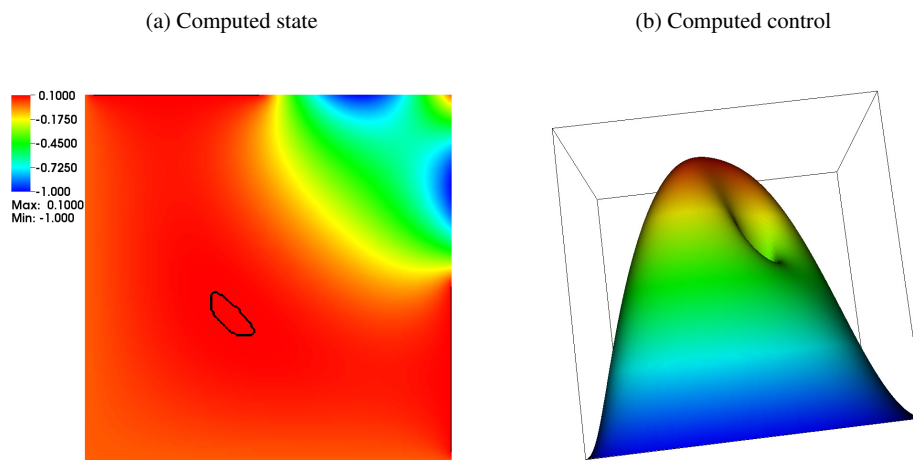 (a) Computed state
(b) Computed control
0.1000
-0.1750
-0.4500
-0.7250
-1.000
Max: 0.1000
Min: -1.000